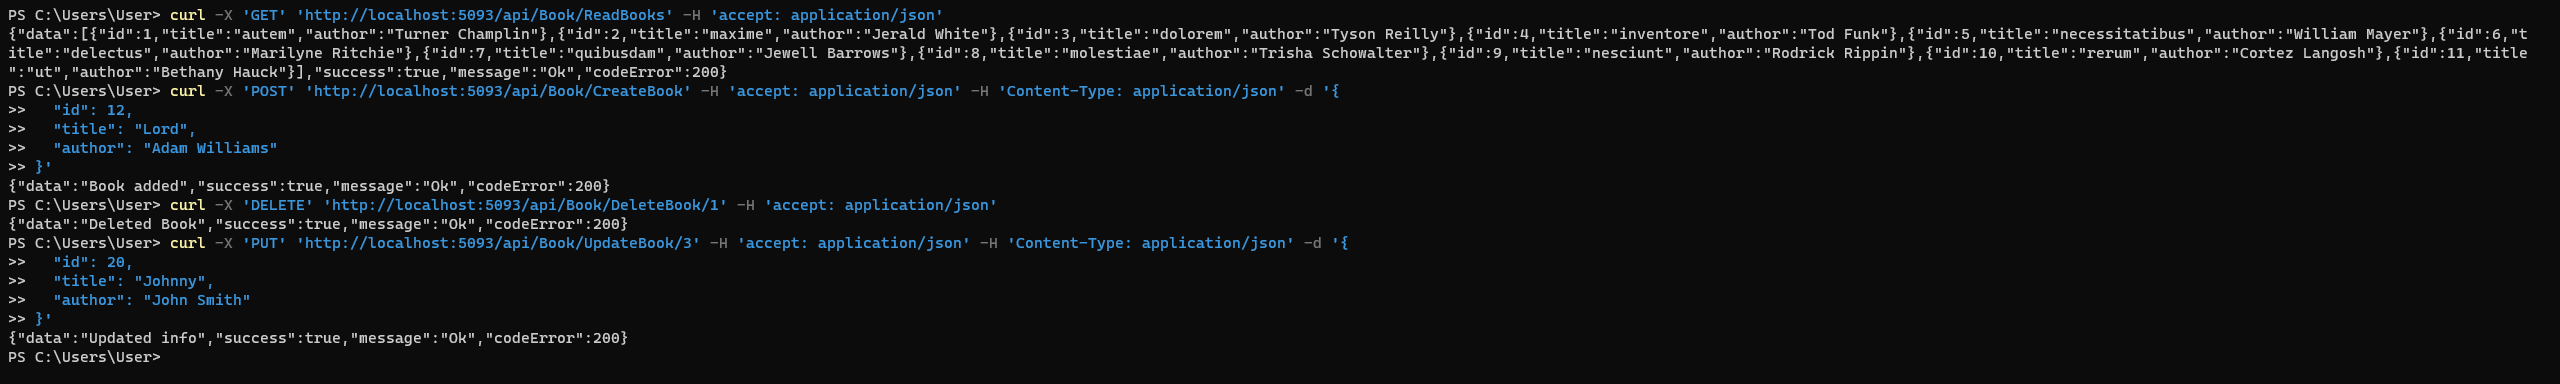 PS C:\Users\User> curl -X 'GET' 'http://localhost:5093/api/Book/ReadBooks' -H 'accept: application/json'
{"data":[{"id":1,"title":"autem","author":"Turner Champlin"},{"id":2,"title":"maxime","author":"Jerald White"},{"id":3,"title":"dolorem","author":"Tyson Reilly"},{"id":4,"title":"inventore","author":"Tod Funk"},{"id":5,"title":"necessitatibus","author":"William Mayer"},{"id":6,"t
itle":"delectus","author":"Marilyne Ritchie"},{"id":7,"title":"quibusdam","author":"Jewell Barrows"},{"id":8,"title":"molestiae","author":"Trisha Schowalter"},{"id":9,"title":"nesciunt","author":"Rodrick Rippin"},{"id":10,"title":"rerum","author":"Cortez Langosh"},{"id":11,"title
":"ut","author":"Bethany Hauck"}],"success":true,"message":"Ok","codeError":200}
PS C:\Users\User> curl -X 'POST' 'http://localhost:5093/api/Book/CreateBook' -H 'accept: application/json' -H 'Content-Type: application/json' -d '{
>>   "id": 12,
>>   "title": "Lord",
>>   "author": "Adam Williams"
>> }'
{"data":"Book added","success":true,"message":"Ok","codeError":200}
PS C:\Users\User> curl -X 'DELETE' 'http://localhost:5093/api/Book/DeleteBook/1' -H 'accept: application/json'
{"data":"Deleted Book","success":true,"message":"Ok","codeError":200}
PS C:\Users\User> curl -X 'PUT' 'http://localhost:5093/api/Book/UpdateBook/3' -H 'accept: application/json' -H 'Content-Type: application/json' -d '{
>>   "id": 20,
>>   "title": "Johnny",
>>   "author": "John Smith"
>> }'
{"data":"Updated info","success":true,"message":"Ok","codeError":200}
PS C:\Users\User>